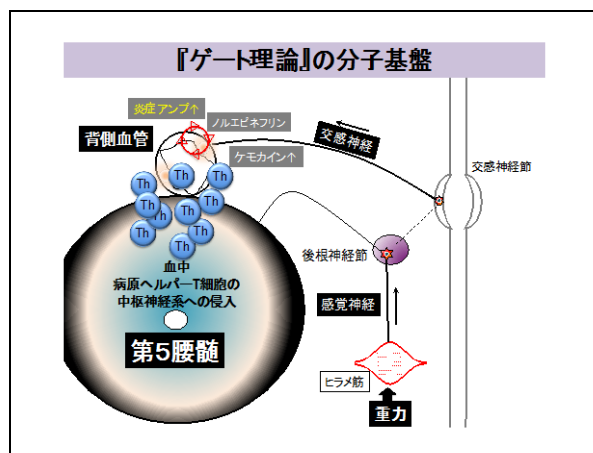 『ゲート理論』の分子基盤
炎症アンプ↑
ノルエピネフリン
背側血管
ケモカイン↑
交感神経
交感神経節
Th
Th
Th
Th
Th
Th
Th
Th
Th
Th
血中
病原ヘルパーT細胞の
中枢神経系への侵入
第5腰髄
後根神経節
感覚神経
ヒラメ筋
重力